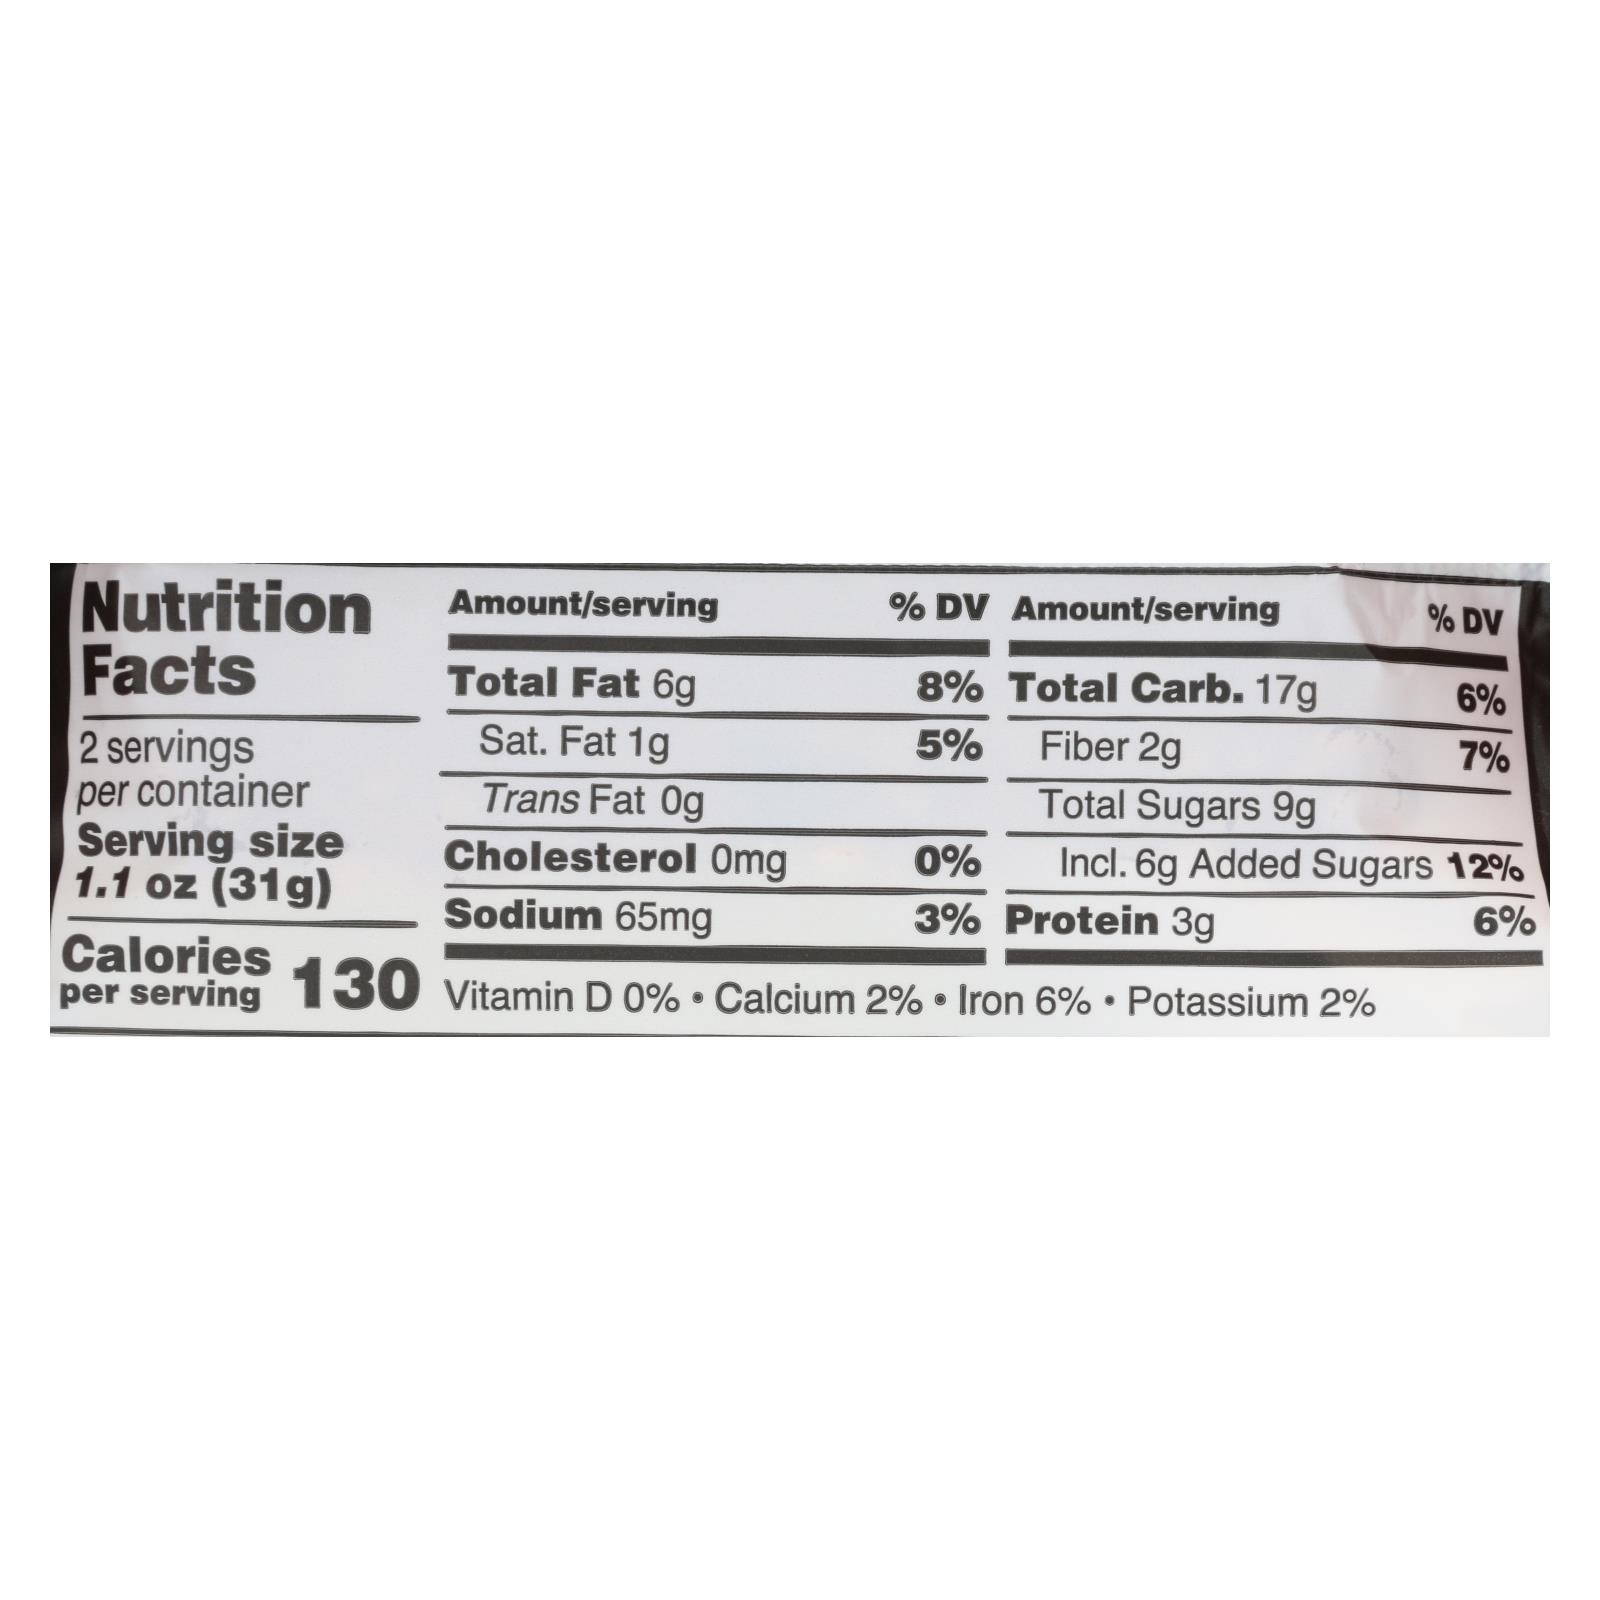 Nutrition
Facts
2 servings
per container
Serving size
1.1 oz (31g)
Calories
per serving 130
Amount/serving % DV
Total Fat 6g 8%
Sat. Fat 1g 5%
Trans Fat 0g
Cholesterol 0mg 0%
Sodium 65mg 3%
Amount/serving % DV
Total Carb. 17g 6%
Fiber 2g 7%
Total Sugars 9g
Incl. 6g Added Sugars 12%
Protein 3g 6%
Vitamin D 0% • Calcium 2% • Iron 6% • Potassium 2%